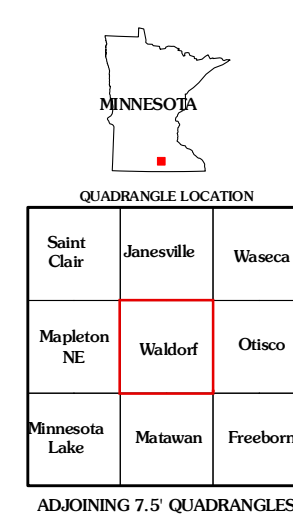 MINNESOTA
QUADRANGLE LOCATION
Saint
Clair
Janesville
Waseca
Mapleton
NE
Waldorf
Otisco
Minnesota
Lake
Matawan
Freeborn
ADJOINING 7.5' QUADRANGLES